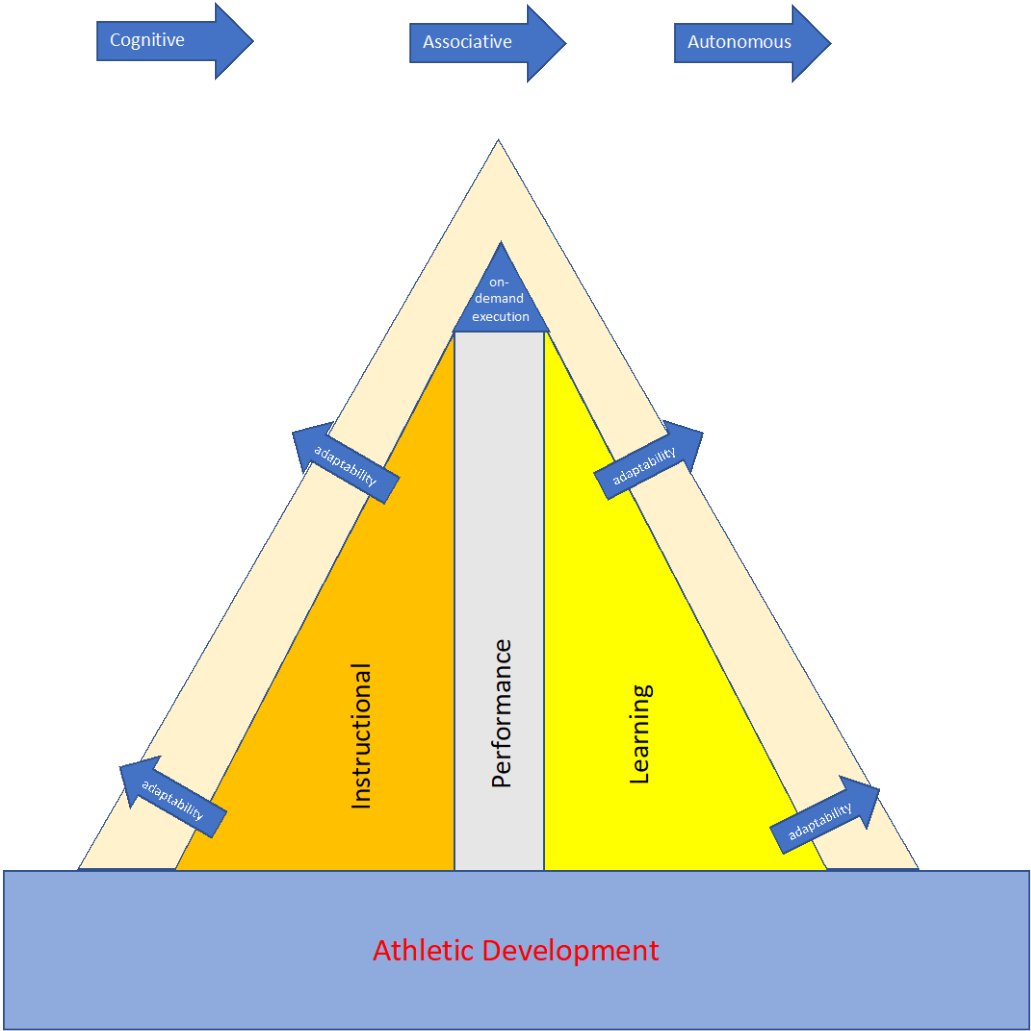 Cognitive
Associative
Autonomous
on-
demand
execution
adaptability
adaptability
Instructional
Performance
Learning
adaptability
adaptability
Athletic Development